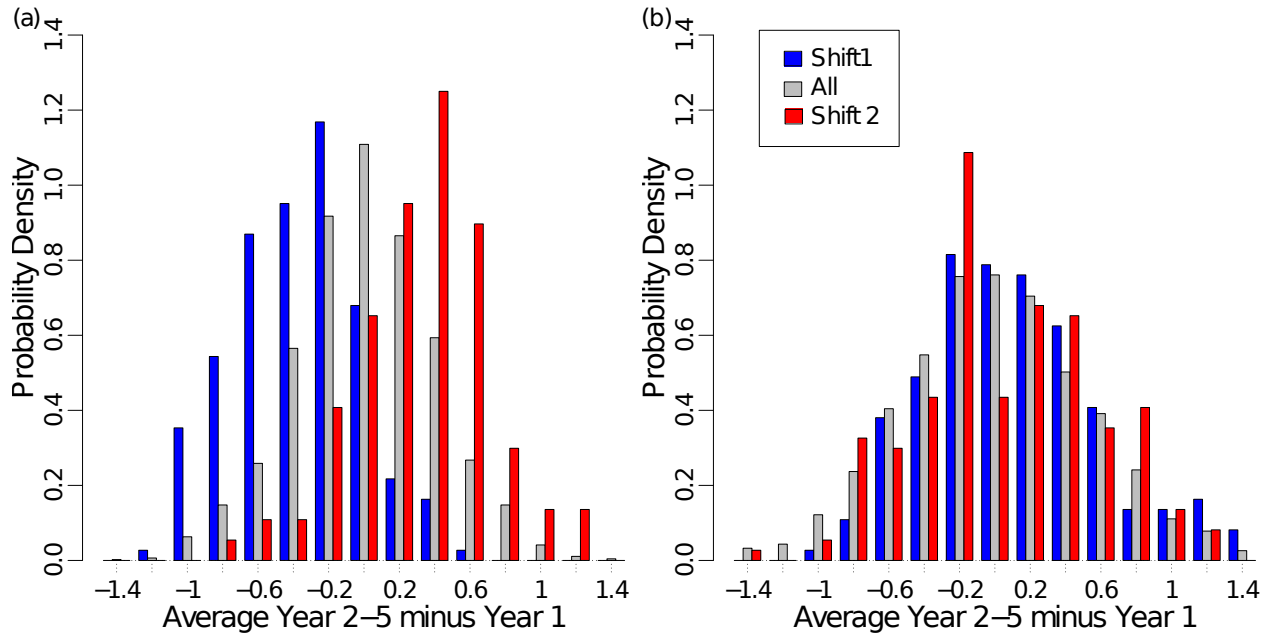 (a)
Probability Density
0.0 0.2 0.4 0.6 0.8 1.0 1.2 1.4
−1.4 −1 −0.6 −0.2 0.2 0.6 1 1.4
Average Year 2−5 minus Year 1
(b)
Shift1
All
Shift 2
Probability Density
0.0 0.2 0.4 0.6 0.8 1.0 1.2 1.4
−1.4 −1 −0.6 −0.2 0.2 0.6 1 1.4
Average Year 2−5 minus Year 1